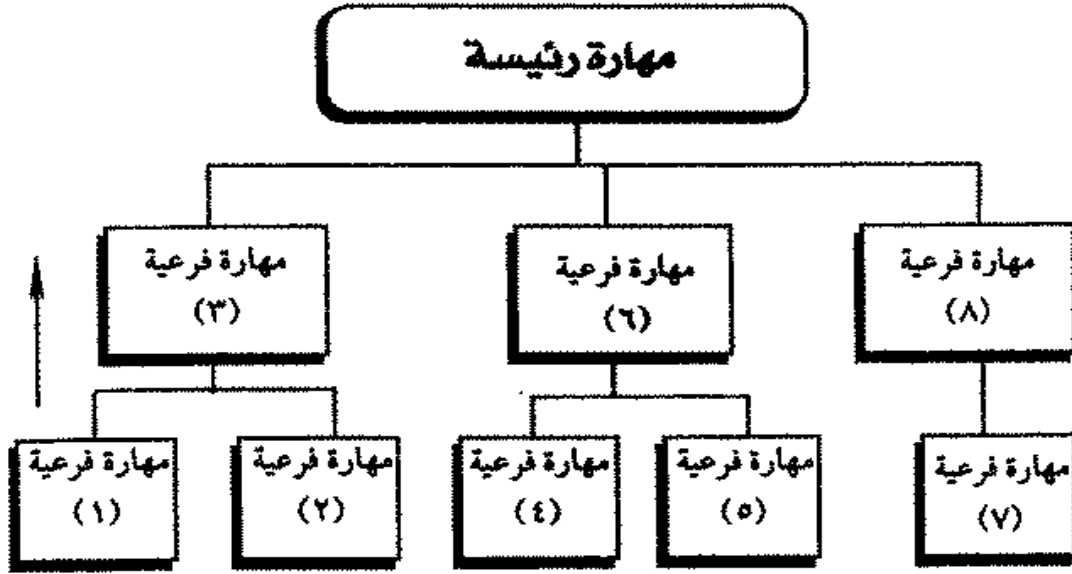 مهارة رئيسة
مهارة فرعية
(٨)
مهارة فرعية
(٦)
مهارة فرعية
(٣)
مهارة فرعية
(٧)
مهارة فرعية
(٥)
مهارة فرعية
(٤)
مهارة فرعية
(٢)
مهارة فرعية
(١)